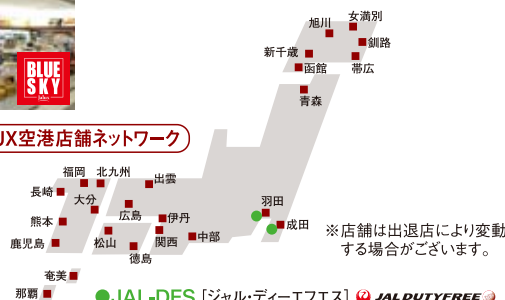 女満別
旭川
釧路
新千歳
函館
帯広
BLUE
SKY
青森
UX空港店舗ネットワーク
福岡
北九州
出雲
長崎
大分
広島
伊丹
羽田
成田
熊本
鹿児島
松山
関西
中部
徳島
※店舗は出退店により変動
する場合がございます。
奄美
那覇
●JAL-DFS [ジャル・ディーエフエス] JALDUTYFREE